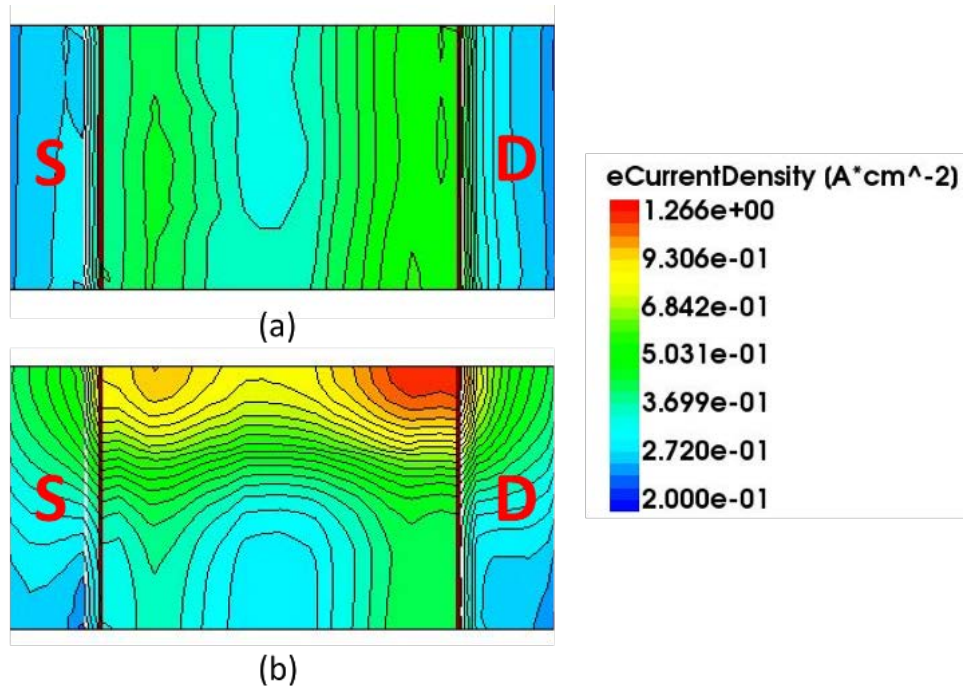 S
D
(a)
S
D
(b)
eCurrentDensity (A*cm^-2)
1.266e+00
9.306e-01
6.842e-01
5.031e-01
3.699e-01
2.720e-01
2.000e-01